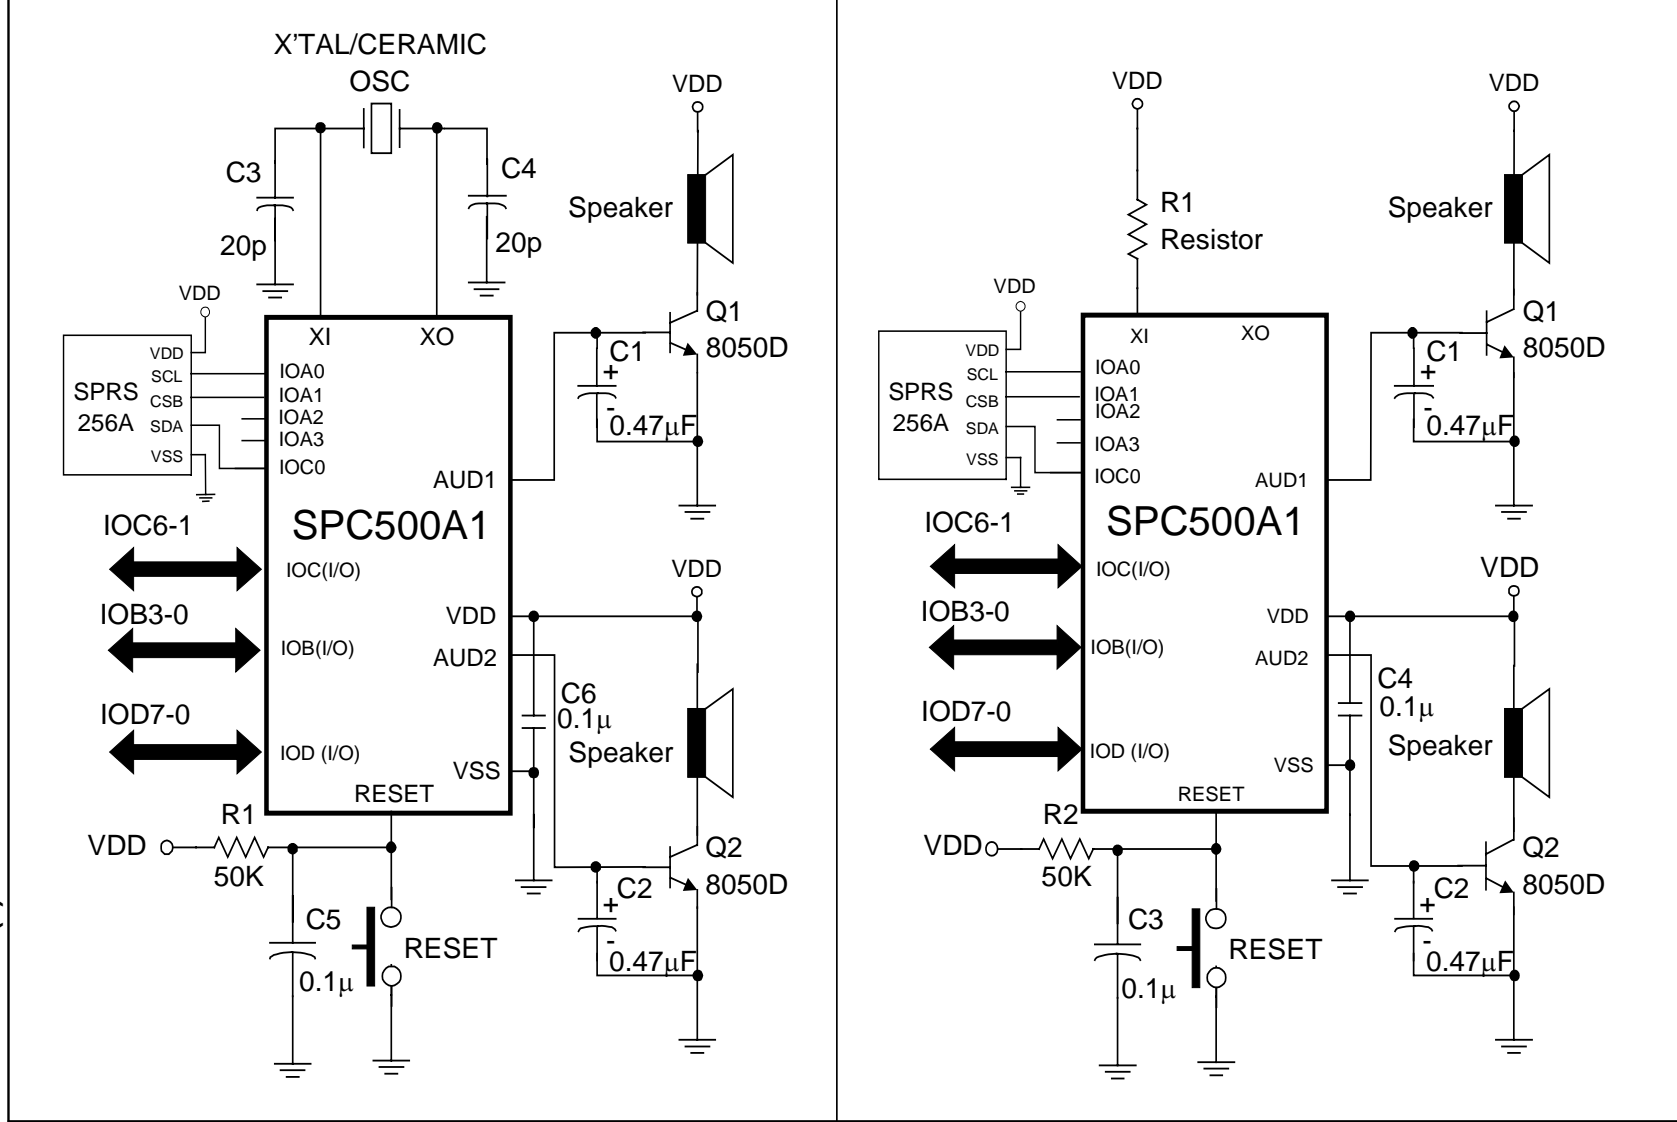 X'TAL/CERAMIC
OSC
C3
20p
C4
20p
VDD
Speaker
Q1
8050D
C1
+
-
0.47µF
VDD
SPRS
256A
VDD
SCL
CSB
SDA
VSS
XI
XO
IOA0
IOA1
IOA2
IOA3
IOC0
AUD1
SPC500A1
IOC6-1
IOC(I/O)
IOB3-0
IOB(I/O)
IOD7-0
IOD (I/O)
VDD
AUD2
VSS
RESET
VDD
C6
0.1µ
Speaker
Q2
8050D
C2
+
-
0.47µF
R1
VDD
50K
C5
0.1µ
RESET
VDD
R1
Resistor
VDD
Speaker
Q1
8050D
C1
+
-
0.47µF
VDD
SPRS
256A
VDD
SCL
CSB
SDA
VSS
XI
XO
IOA0
IOA1
IOA2
IOA3
IOC0
AUD1
SPC500A1
IOC6-1
IOC(I/O)
IOB3-0
IOB(I/O)
IOD7-0
IOD (I/O)
VDD
AUD2
VSS
RESET
VDD
C4
0.1µ
Speaker
Q2
8050D
C2
+
-
0.47µF
R2
VDD
50K
C3
0.1µ
RESET